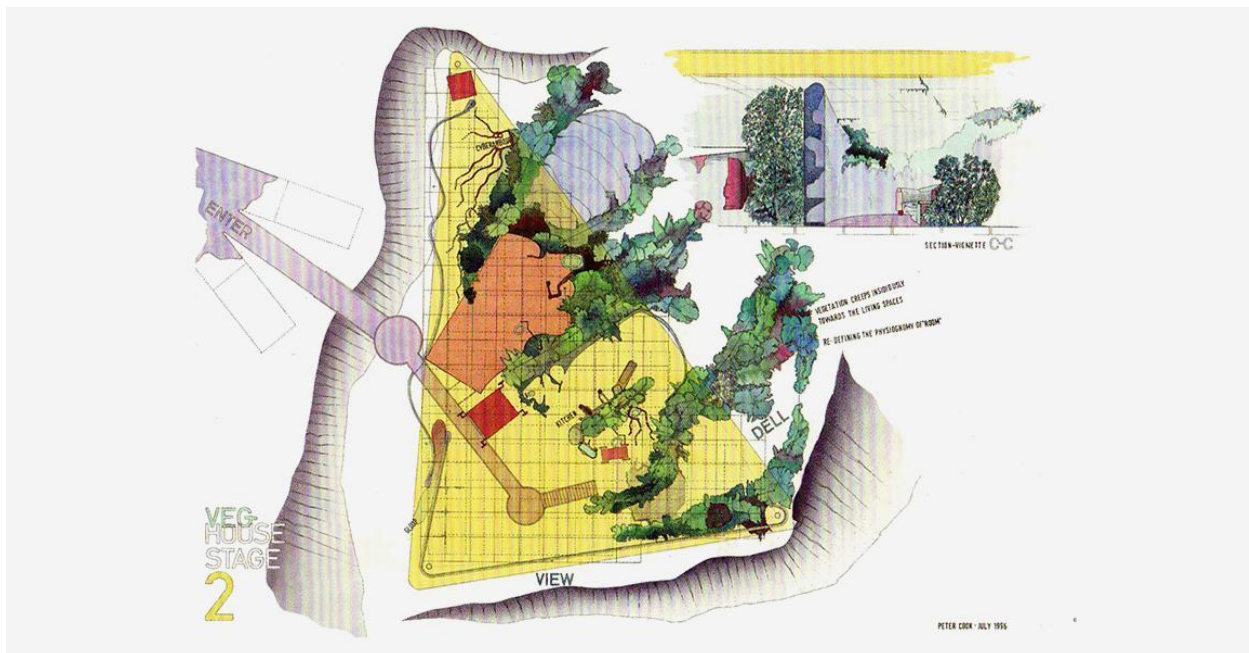 ENTER
CYBERARBOUR
KITCHEN
DELL
VIEW
SECTION-VIGNETTE C-C
VEGETATION CREEPS INSIDIOUSLY
TOWARDS THE LIVING SPACES
RE-DEFINING THE PHYSIOGNOMY OF "ROOM"
VEG-
HOUSE
STAGE
2
PETER COOK · JULY 1996